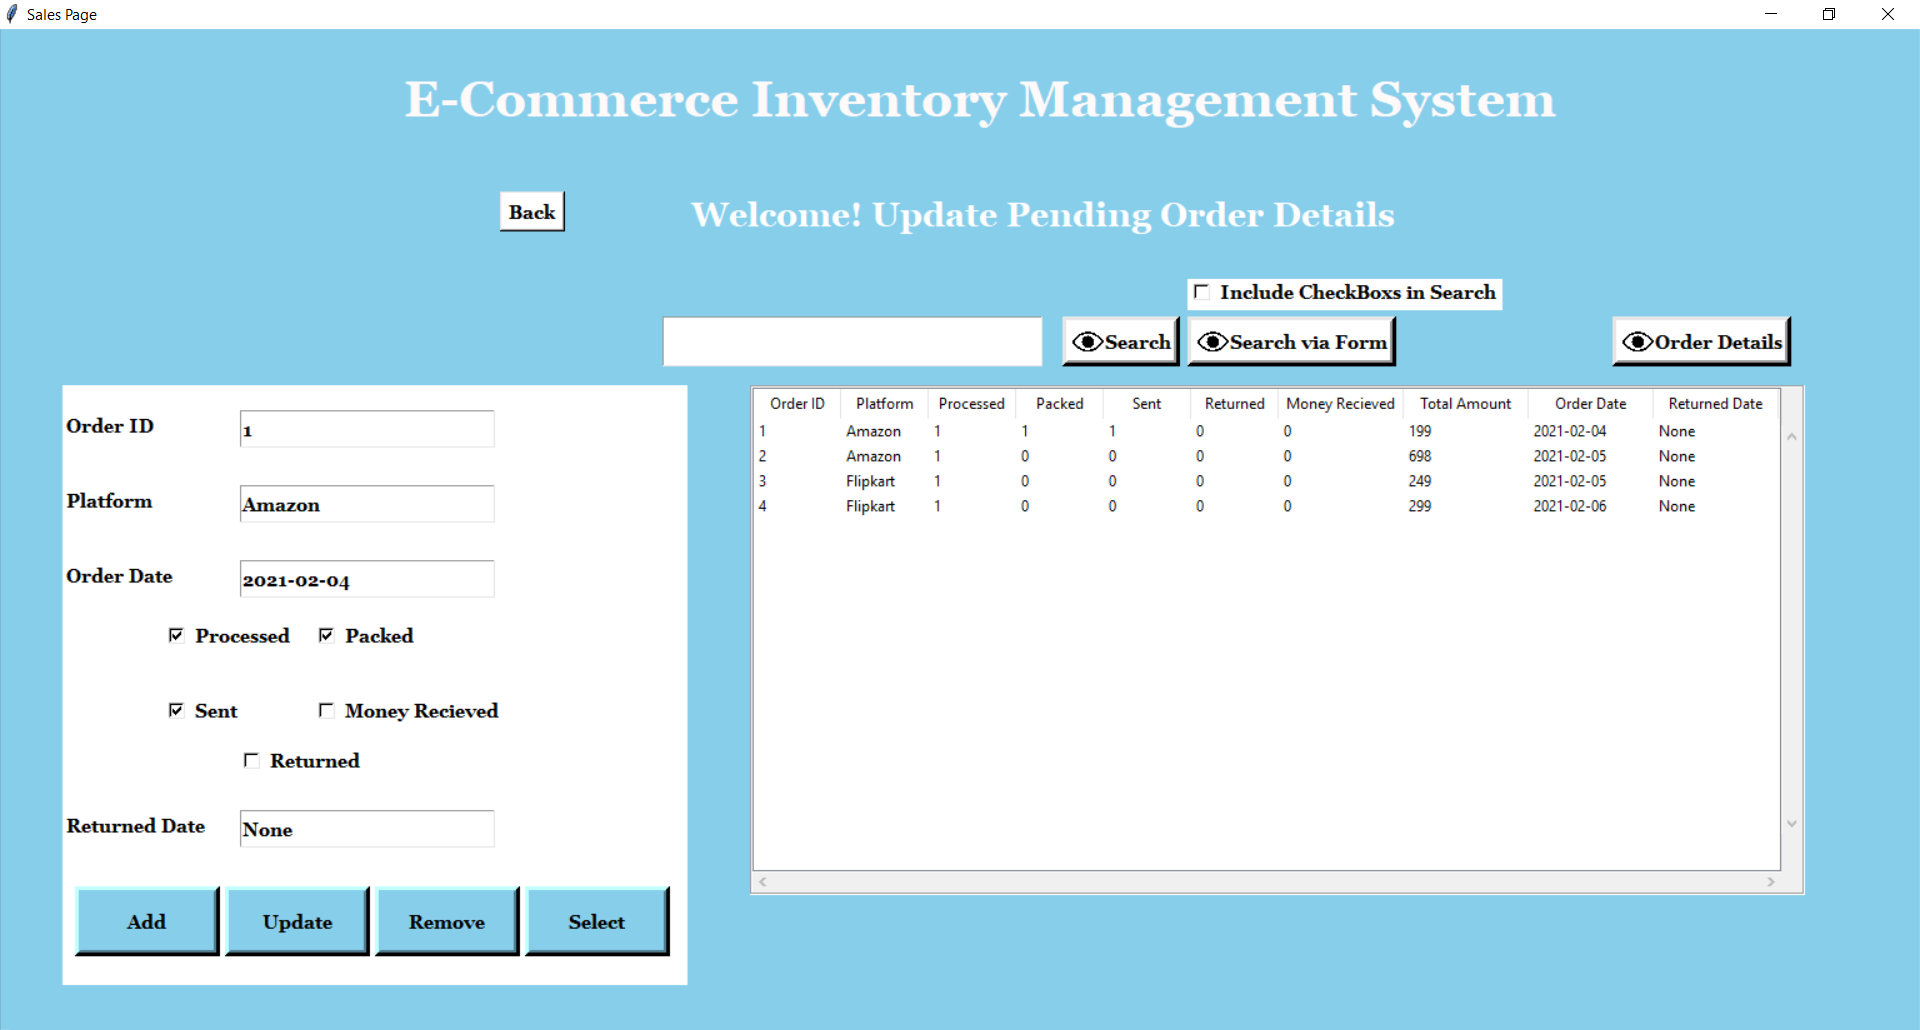 Sales Page
E-Commerce Inventory Management System
Back
Welcome! Update Pending Order Details
Include CheckBoxs in Search
Search
Search via Form
Order Details
Order ID
1
Platform
Amazon
Order Date
2021-02-04
Processed
Packed
Sent
Money Recieved
Returned
Returned Date
None
Add
Update
Remove
Select
Order ID Platform Processed Packed Sent Returned Money Recieved Total Amount Order Date Returned Date
1 Amazon 1 1 1 0 0 199 2021-02-04 None
2 Amazon 1 0 0 0 0 698 2021-02-05 None
3 Flipkart 1 0 0 0 0 249 2021-02-05 None
4 Flipkart 1 0 0 0 0 299 2021-02-06 None